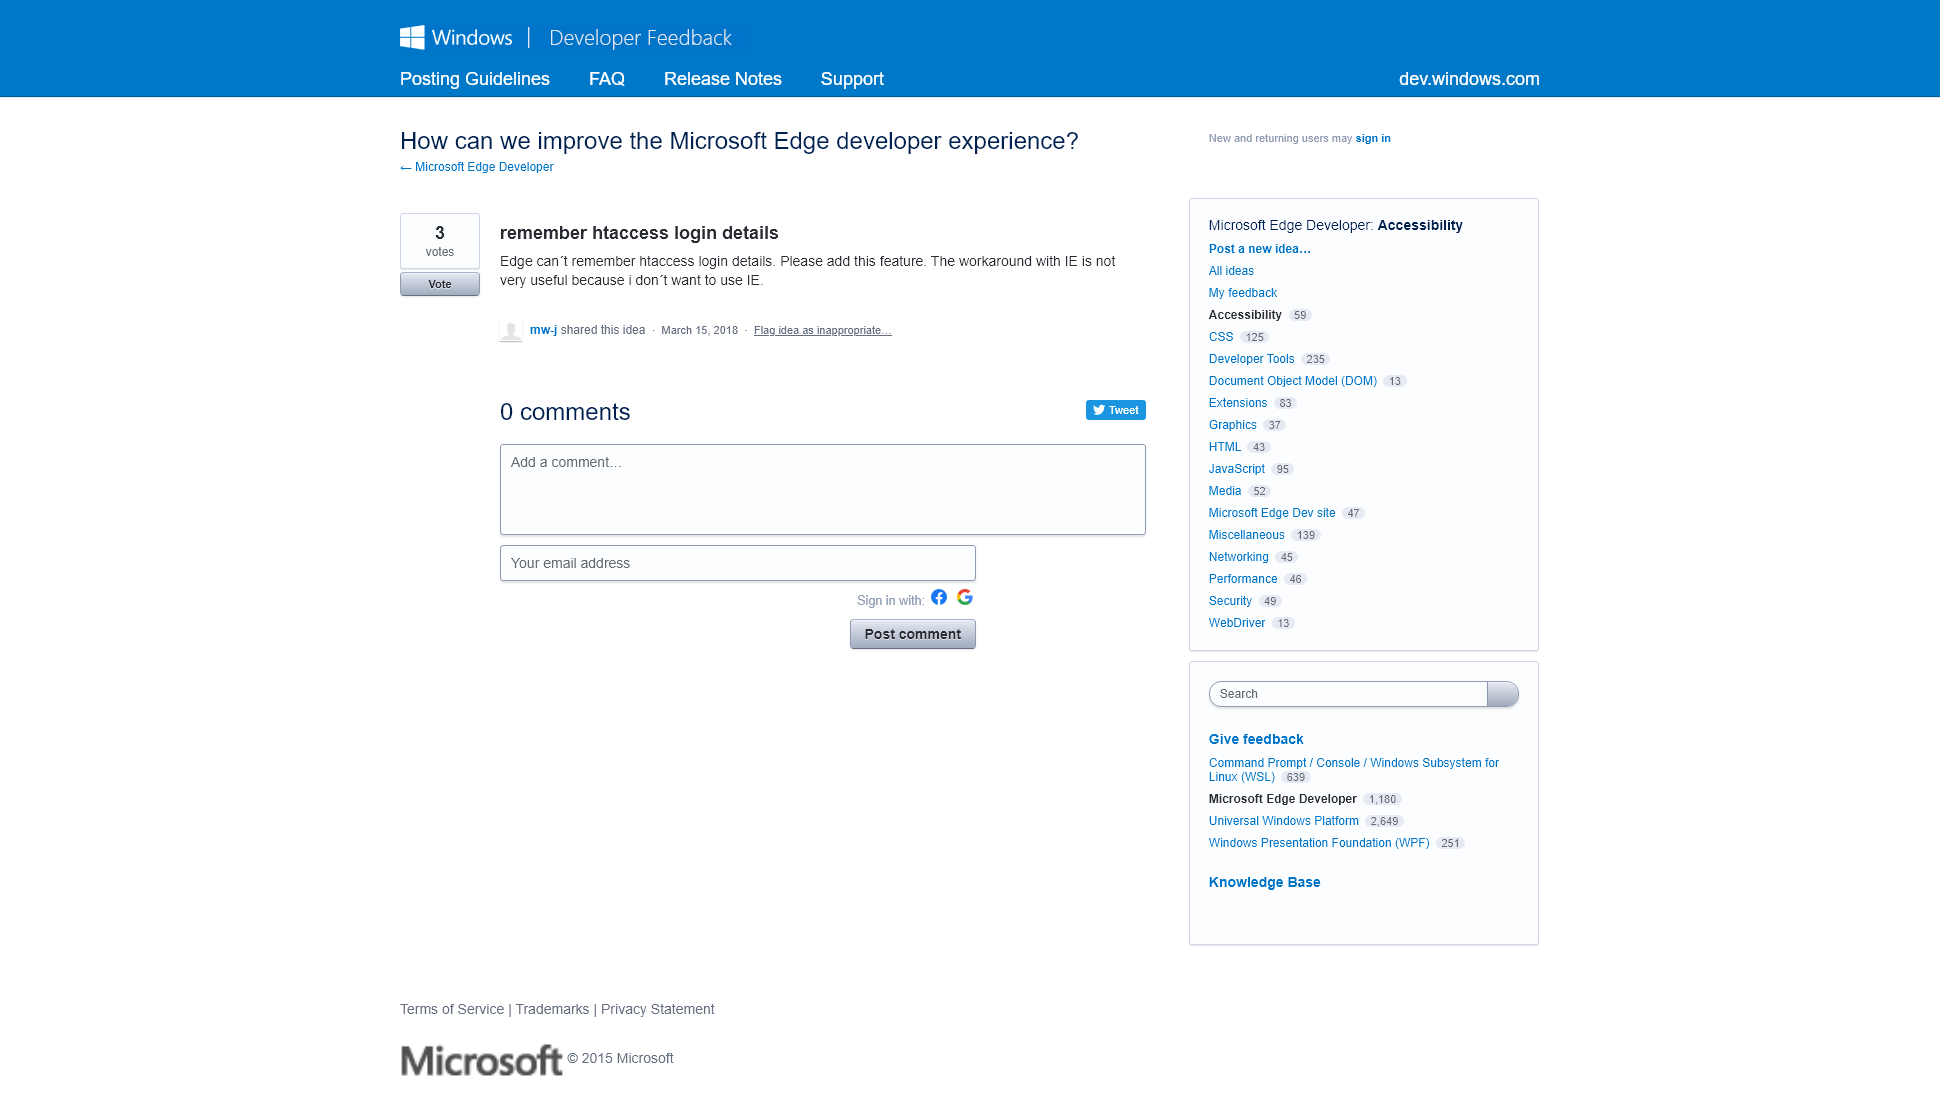 Windows | Developer Feedback
Posting Guidelines FAQ Release Notes Support dev.windows.com
How can we improve the Microsoft Edge developer experience?
← Microsoft Edge Developer
New and returning users may sign in
3
votes
Vote
remember htaccess login details
Edge can´t remember htaccess login details. Please add this feature. The workaround with IE is not
very useful because i don´t want to use IE.
mw-j shared this idea · March 15, 2018 · Flag idea as inappropriate…
0 comments
Tweet
Add a comment…
Your email address
Sign in with:
Post comment
Microsoft Edge Developer: Accessibility
Post a new idea…
All ideas
My feedback
Accessibility 59
CSS 125
Developer Tools 235
Document Object Model (DOM) 13
Extensions 83
Graphics 37
HTML 43
JavaScript 95
Media 52
Microsoft Edge Dev site 47
Miscellaneous 139
Networking 45
Performance 46
Security 49
WebDriver 13
Search
Give feedback
Command Prompt / Console / Windows Subsystem for
Linux (WSL) 639
Microsoft Edge Developer 1,180
Universal Windows Platform 2,649
Windows Presentation Foundation (WPF) 251
Knowledge Base
Terms of Service | Trademarks | Privacy Statement
Microsoft © 2015 Microsoft